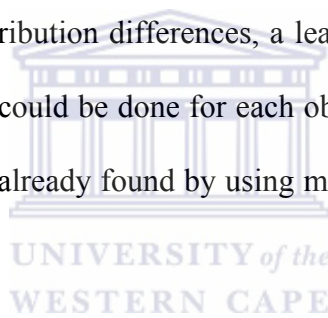 ribution differences, a lea
could be done for each ob
already found by using m
UNIVERSITY of the
WESTERN CAPE